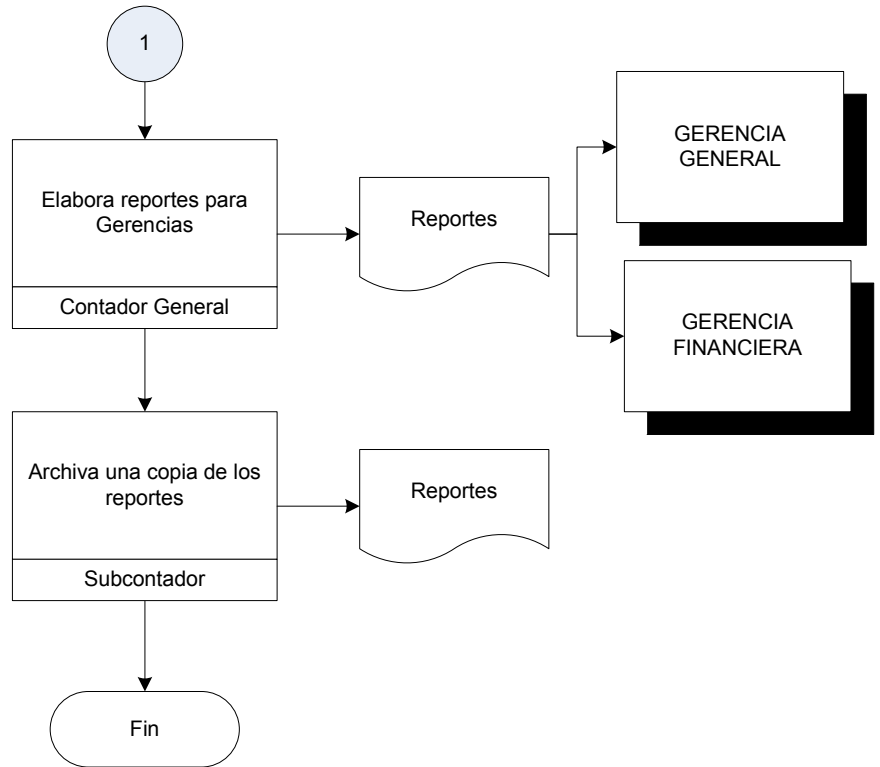 1
Elabora reportes para
Gerencias
Contador General
Reportes
GERENCIA
GENERAL
GERENCIA
FINANCIERA
Archiva una copia de los
reportes
Subcontador
Reportes
Fin